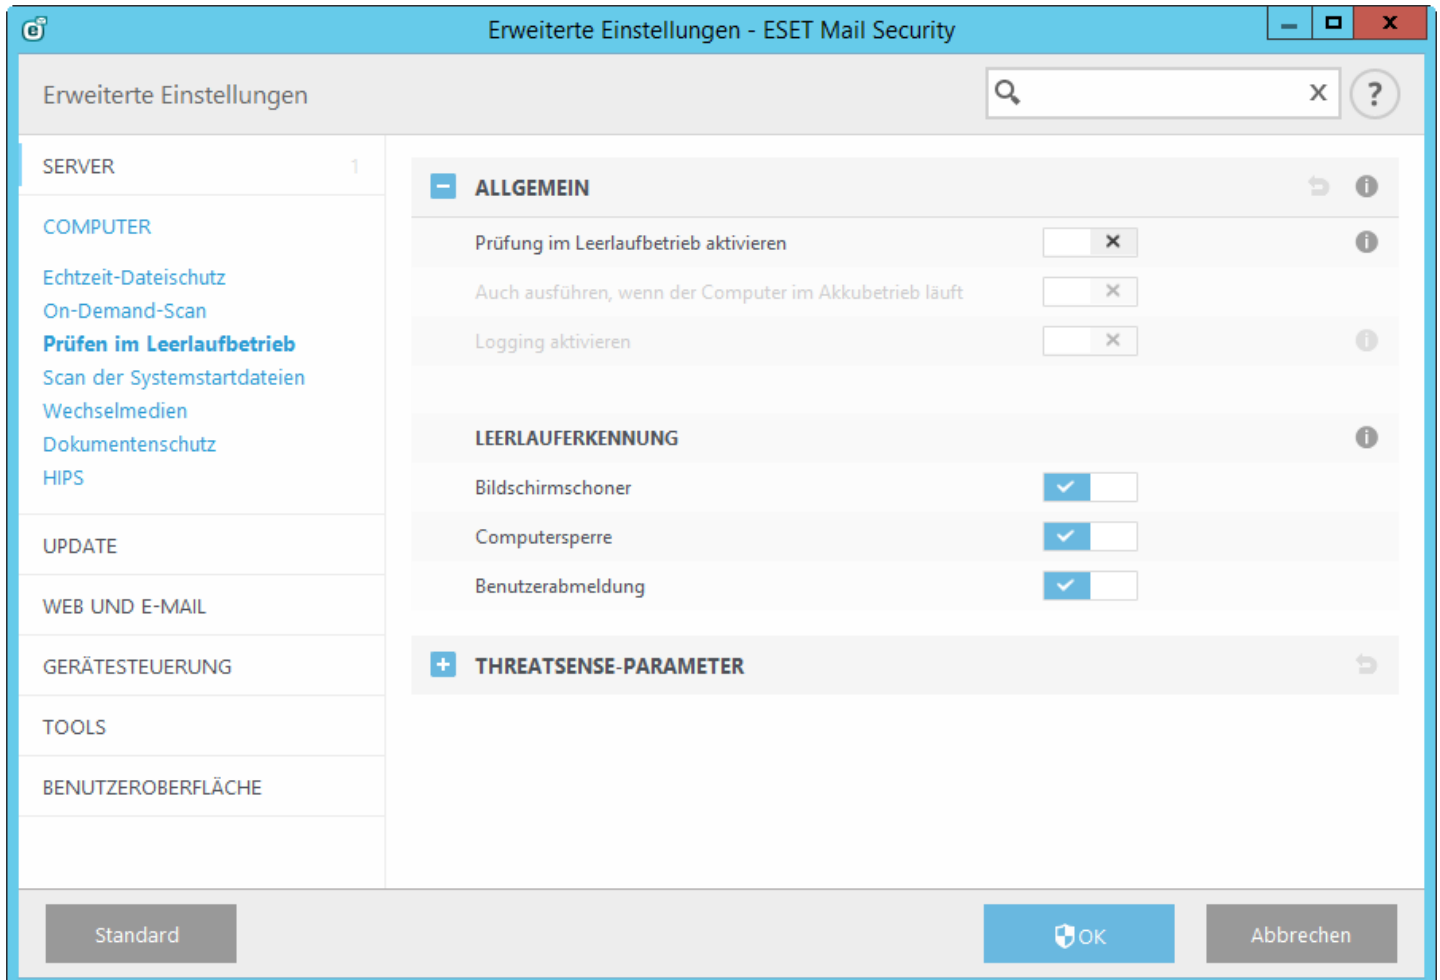 Erweiterte Einstellungen - ESET Mail Security
Erweiterte Einstellungen
SERVER 1
COMPUTER
Echtzeit-Dateischutz
On-Demand-Scan
Prüfen im Leerlaufbetrieb
Scan der Systemstartdateien
Wechselmedien
Dokumentenschutz
HIPS
UPDATE
WEB UND E-MAIL
GERÄTESTEUERUNG
TOOLS
BENUTZEROBERFLÄCHE
ALLGEMEIN
Prüfung im Leerlaufbetrieb aktivieren
Auch ausführen, wenn der Computer im Akkubetrieb läuft
Logging aktivieren
LEERLAUFERKENNUNG
Bildschirmschoner
Computersperre
Benutzerabmeldung
THREATSENSE-PARAMETER
Standard
OK
Abbrechen